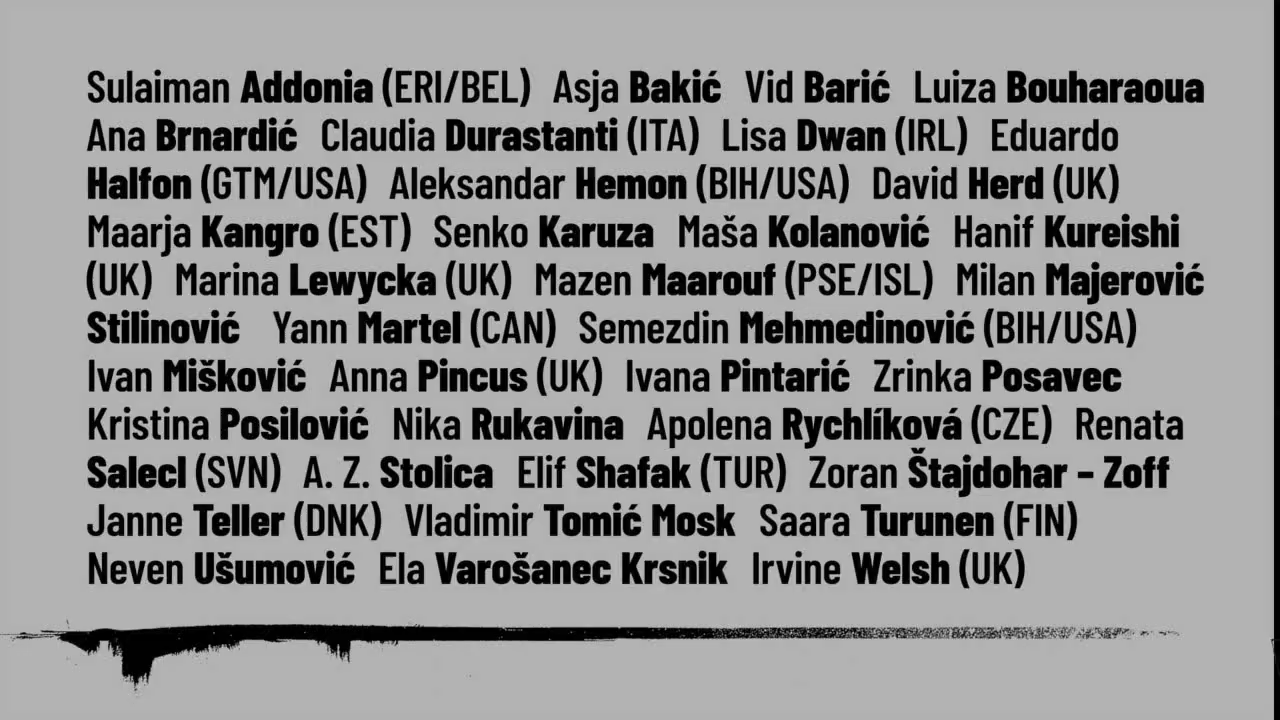 Sulaiman Addonia (ERI/BEL) Asja Bakić Vid Barić Luiza Bouharaoua
Ana Brnardić Claudia Durastanti (ITA) Lisa Dwan (IRL) Eduardo
Halfon (GTM/USA) Aleksandar Hemon (BIH/USA) David Herd (UK)
Maarja Kangro (EST) Senko Karuza Maša Kolanović Hanif Kureishi
(UK) Marina Lewycka (UK) Mazen Maarouf (PSE/ISL) Milan Majerović
Stilinović Yann Martel (CAN) Semezdin Mehmedinović (BIH/USA)
Ivan Mišković Anna Pincus (UK) Ivana Pintarić Zrinka Posavec
Kristina Posilović Nika Rukavina Apolena Rychlíková (CZE) Renata
Salecl (SVN) A. Z. Stolica Elif Shafak (TUR) Zoran Štajdohar – Zoff
Janne Teller (DNK) Vladimir Tomić Mosk Saara Turunen (FIN)
Neven Ušumović Ela Varošanec Krsnik Irvine Welsh (UK)